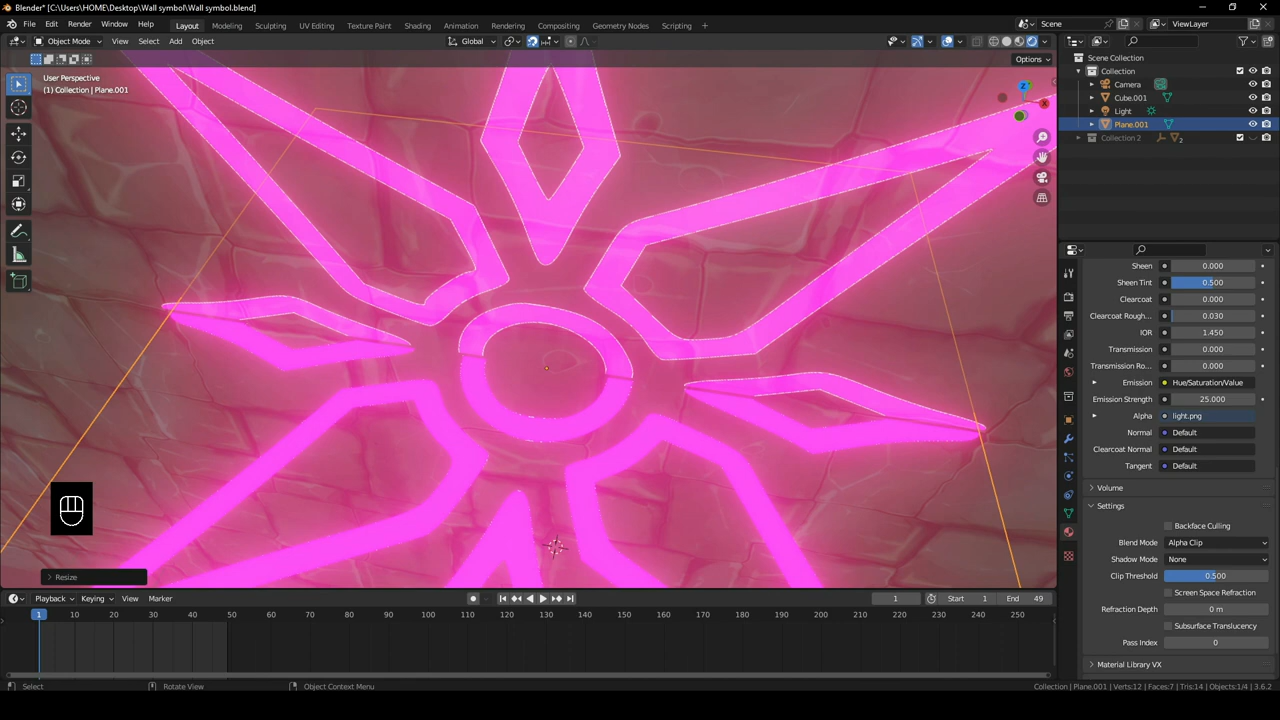 Blender* [C:\Users\HOME\Desktop\Wall symbol\Wall symbol.blend]
File Edit Render Window Help Layout Modeling Sculpting UV Editing Texture Paint Shading Animation Rendering Compositing Geometry Nodes Scripting + Scene ViewLayer
Object Mode View Select Add Object Global
Options
User Perspective
(1) Collection | Plane.001
Scene Collection
Collection
Camera
Cube.001
Light
Plane.001
Collection 2 2
Sheen 0.000
Sheen Tint 0.500
Clearcoat 0.000
Clearcoat Rough... 0.030
IOR 1.450
Transmission 0.000
Transmission Ro... 0.000
Emission Hue/Saturation/Value
Emission Strength 25.000
Alpha light.png
Normal Default
Clearcoat Normal Default
Tangent Default
Volume
Settings
Backface Culling
Blend Mode Alpha Clip
Shadow Mode None
Clip Threshold 0.500
Screen Space Refraction
Refraction Depth 0 m
Subsurface Translucency
Pass Index 0
Material Library VX
Resize
Playback Keying View Marker 1 Start 1 End 49
1 10 20 30 40 50 60 70 80 90 100 110 120 130 140 150 160 170 180 190 200 210 220 230 240 250
Select Rotate View Object Context Menu Collection | Plane.001 | Verts:12 | Faces:7 | Tris:14 | Objects:1/4 | 3.6.2